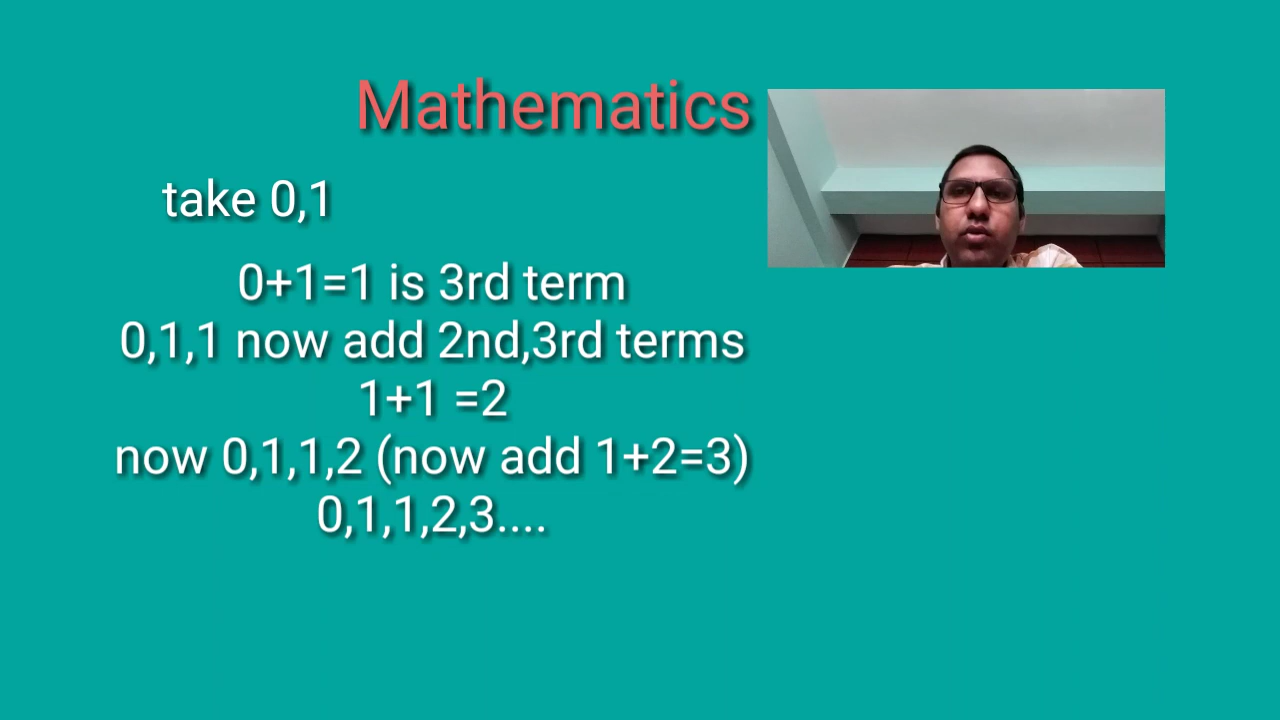 Mathematics
take 0,1
0+1=1 is 3rd term
0,1,1 now add 2nd,3rd terms
1+1 =2
now 0,1,1,2 (now add 1+2=3)
0,1,1,2,3....